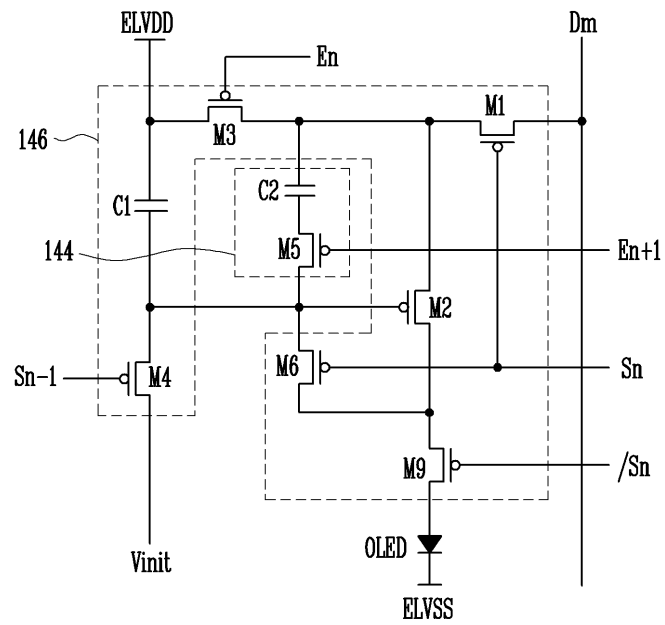 ELVDD
Dm
En
M1
146
M3
C1
C2
144
M5
En+1
M2
M6
Sn-1
M4
Sn
M9
/Sn
OLED
Vinit
ELVSS